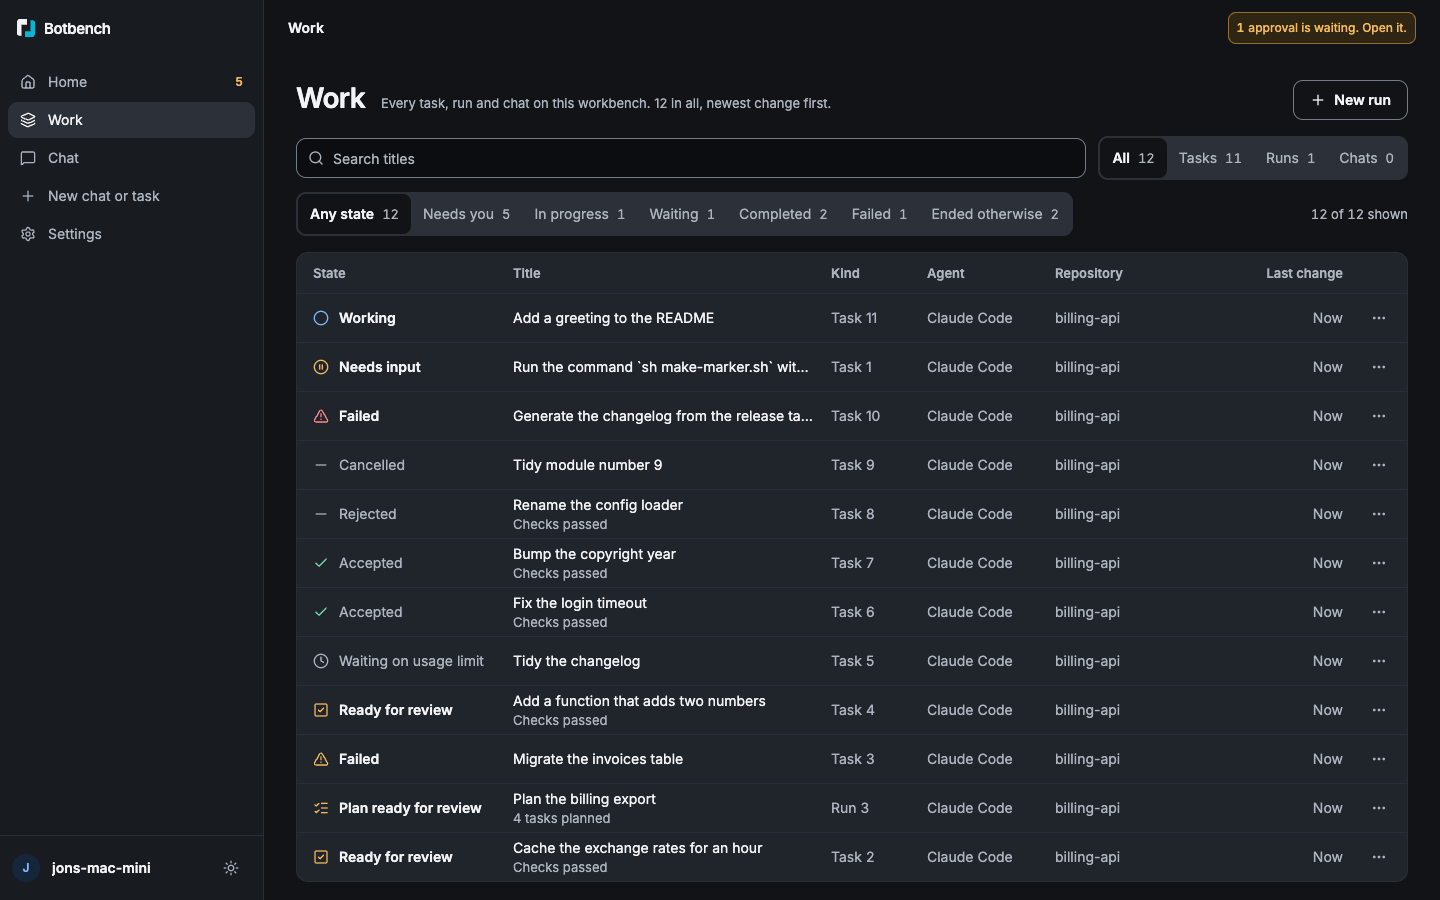 Botbench
Home 5
Work
Chat
New chat or task
Settings
J jons-mac-mini
Work
1 approval is waiting. Open it.
Work Every task, run and chat on this workbench. 12 in all, newest change first.
New run
Search titles
All 12 Tasks 11 Runs 1 Chats 0
Any state 12 Needs you 5 In progress 1 Waiting 1 Completed 2 Failed 1 Ended otherwise 2
12 of 12 shown
State Title Kind Agent Repository Last change
Working Add a greeting to the README Task 11 Claude Code billing-api Now
Needs input Run the command `sh make-marker.sh` wit... Task 1 Claude Code billing-api Now
Failed Generate the changelog from the release ta... Task 10 Claude Code billing-api Now
Cancelled Tidy module number 9 Task 9 Claude Code billing-api Now
Rejected Rename the config loader Task 8 Claude Code billing-api Now
Checks passed
Accepted Bump the copyright year Task 7 Claude Code billing-api Now
Checks passed
Accepted Fix the login timeout Task 6 Claude Code billing-api Now
Checks passed
Waiting on usage limit Tidy the changelog Task 5 Claude Code billing-api Now
Ready for review Add a function that adds two numbers Task 4 Claude Code billing-api Now
Checks passed
Failed Migrate the invoices table Task 3 Claude Code billing-api Now
Plan ready for review Plan the billing export Run 3 Claude Code billing-api Now
4 tasks planned
Ready for review Cache the exchange rates for an hour Task 2 Claude Code billing-api Now
Checks passed